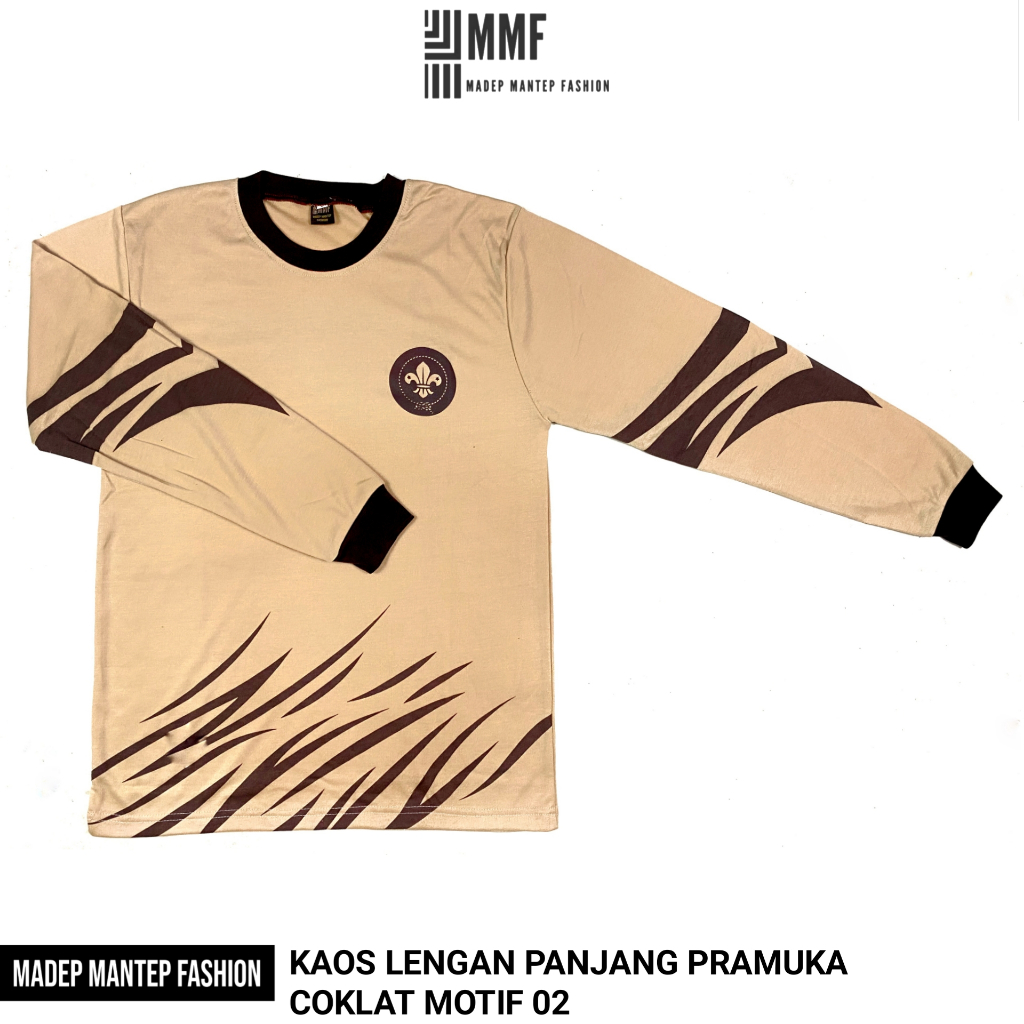 MMF
MADEP MANTEP FASHION
MADEP MANTEP FASHION
KAOS LENGAN PANJANG PRAMUKA
COKLAT MOTIF 02